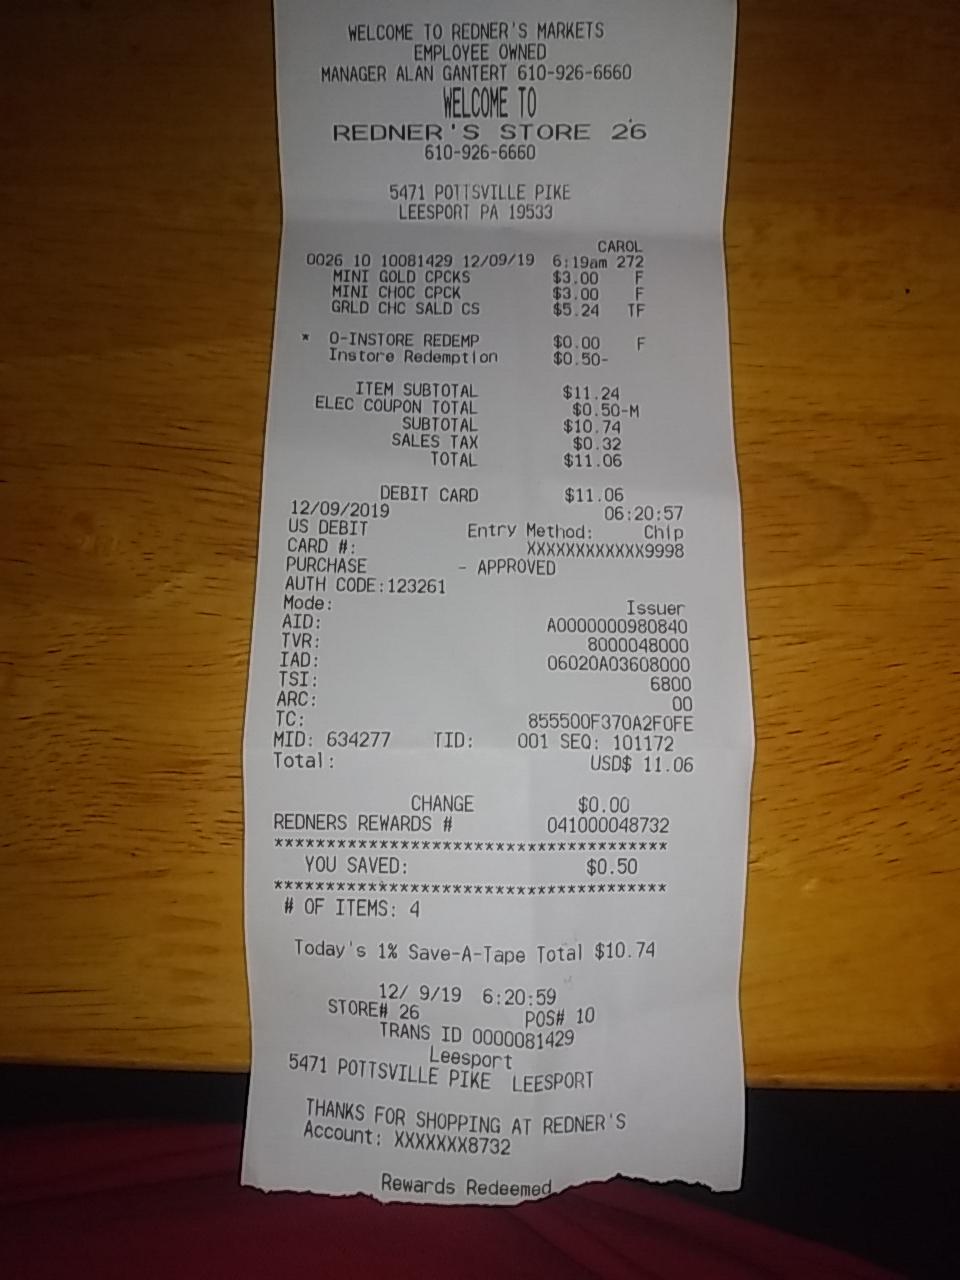 WELCOME TO REDNER'S MARKETS
EMPLOYEE OWNED
MANAGER ALAN GANTERT 610-926-6660
WELCOME TO
REDNER'S STORE 26
610-926-6660
5471 POTTSVILLE PIKE
LEESPORT PA 19533
CAROL
0026 10 10081429 12/09/19 6:19am 272
MINI GOLD CPCKS $3.00 F
MINI CHOC CPCK $3.00 F
GRLD CHC SALD CS $5.24 TF
* O-INSTORE REDEMP $0.00 F
Instore Redemption $0.50-
ITEM SUBTOTAL $11.24
ELEC COUPON TOTAL $0.50-M
SUBTOTAL $10.74
SALES TAX $0.32
TOTAL $11.06
DEBIT CARD $11.06
12/09/2019 06:20:57
US DEBIT Entry Method: Chip
CARD #: XXXXXXXXXXXX9998
PURCHASE - APPROVED
AUTH CODE:123261
Mode: Issuer
AID: A0000000980840
TVR: 8000048000
IAD: 06020A03608000
TSI: 6800
ARC: 00
TC: 855500F370A2F0FE
MID: 634277 TID: 001 SEQ: 101172
Total: USD$ 11.06
CHANGE $0.00
REDNERS REWARDS # 041000048732
*************************************
YOU SAVED: $0.50
*************************************
# OF ITEMS: 4
Today's 1% Save-A-Tape Total $10.74
12/ 9/19 6:20:59
STORE# 26 POS# 10
TRANS ID 0000081429
Leesport
5471 POTTSVILLE PIKE LEESPORT
THANKS FOR SHOPPING AT REDNER'S
Account: XXXXXXX8732
Rewards Redeemed